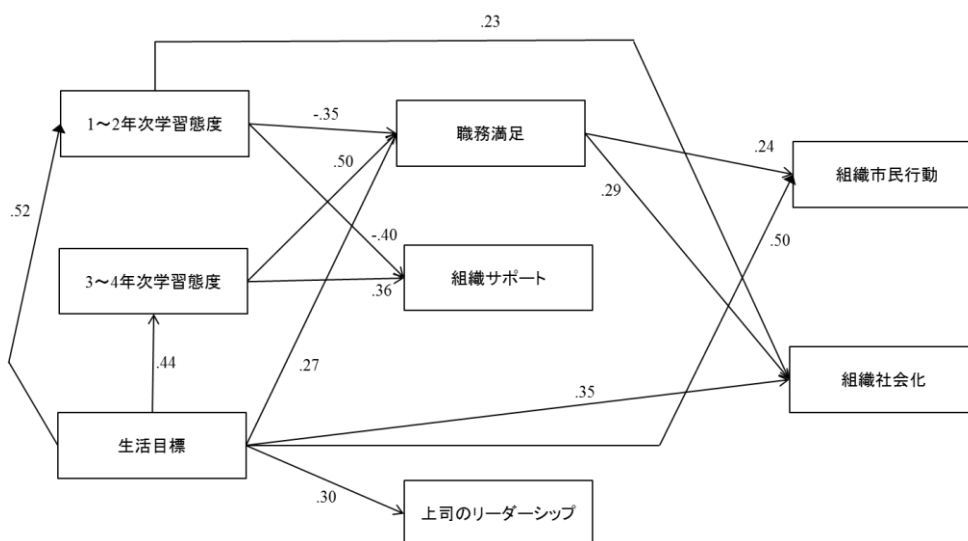 .23
1～2年次学習態度
-.35
職務満足
.24
組織市民行動
.50
.29
.52
-.40
.50
3～4年次学習態度
.36
組織サポート
.44
.27
.35
組織社会化
生活目標
.30
上司のリーダーシップ